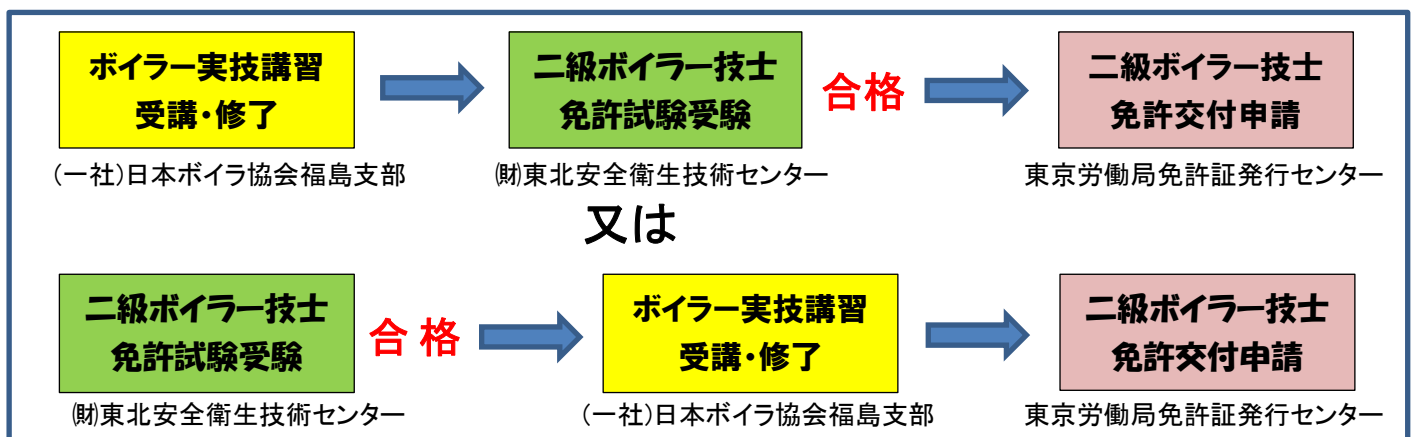 ボイラー実技講習
受講・修了
二級ボイラー技士
免許試験受験
合格
二級ボイラー技士
免許交付申請
(一社)日本ボイラ協会福島支部
㈶東北安全衛生技術センター
東京労働局免許証発行センター
又は
二級ボイラー技士
免許試験受験
合 格
ボイラー実技講習
受講・修了
二級ボイラー技士
免許交付申請
㈶東北安全衛生技術センター
(一社)日本ボイラ協会福島支部
東京労働局免許証発行センター